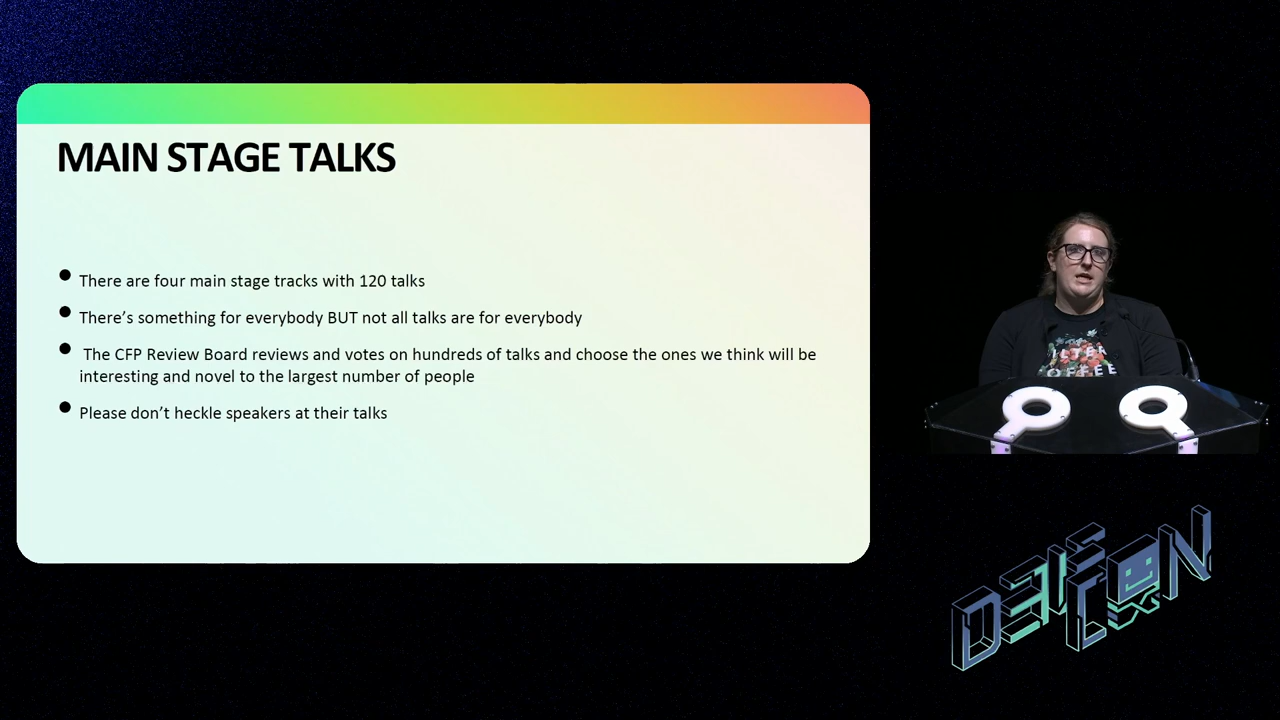 MAIN STAGE TALKS
There are four main stage tracks with 120 talks
There's something for everybody BUT not all talks are for everybody
The CFP Review Board reviews and votes on hundreds of talks and choose the ones we think will be
interesting and novel to the largest number of people
Please don't heckle speakers at their talks
DEF
CON